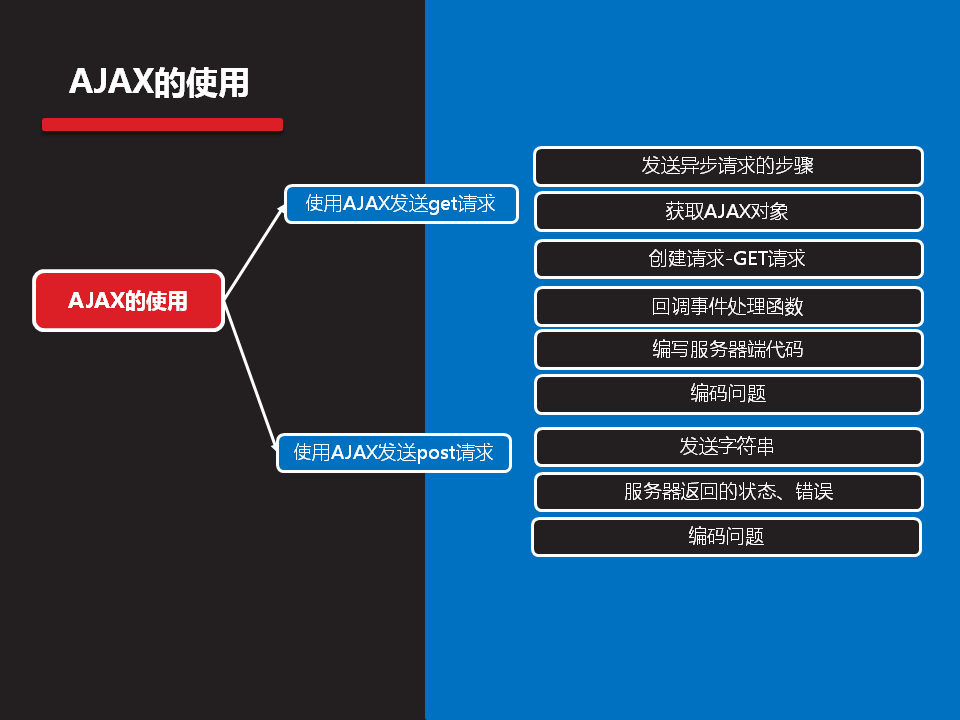 AJAX的使用
AJAX的使用
使用AJAX发送get请求
发送异步请求的步骤
获取AJAX对象
创建请求-GET请求
回调事件处理函数
编写服务器端代码
编码问题
使用AJAX发送post请求
发送字符串
服务器返回的状态、错误
编码问题